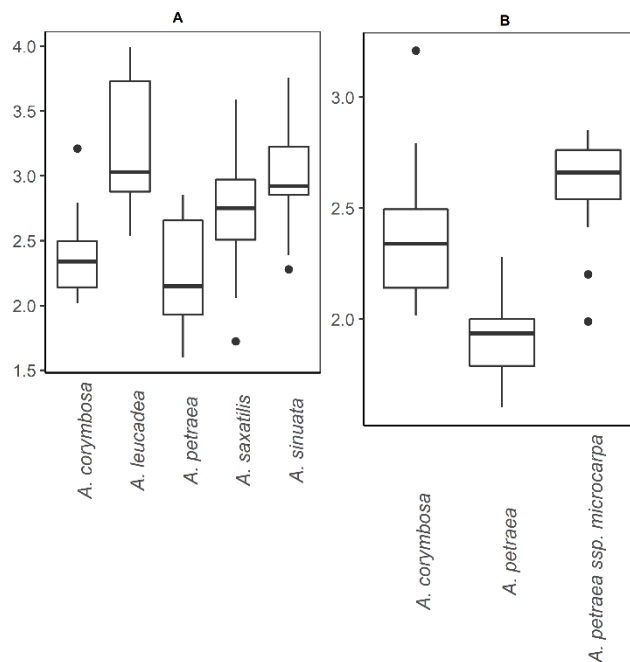 A
4.0
3.5
3.0
2.5
2.0
1.5
A. corymbosa
A. leucadea
A. petraea
A. saxatilis
A. sinuata
B
3.0
2.5
2.0
A. corymbosa
A. petraea
A. petraea ssp. microcarpa